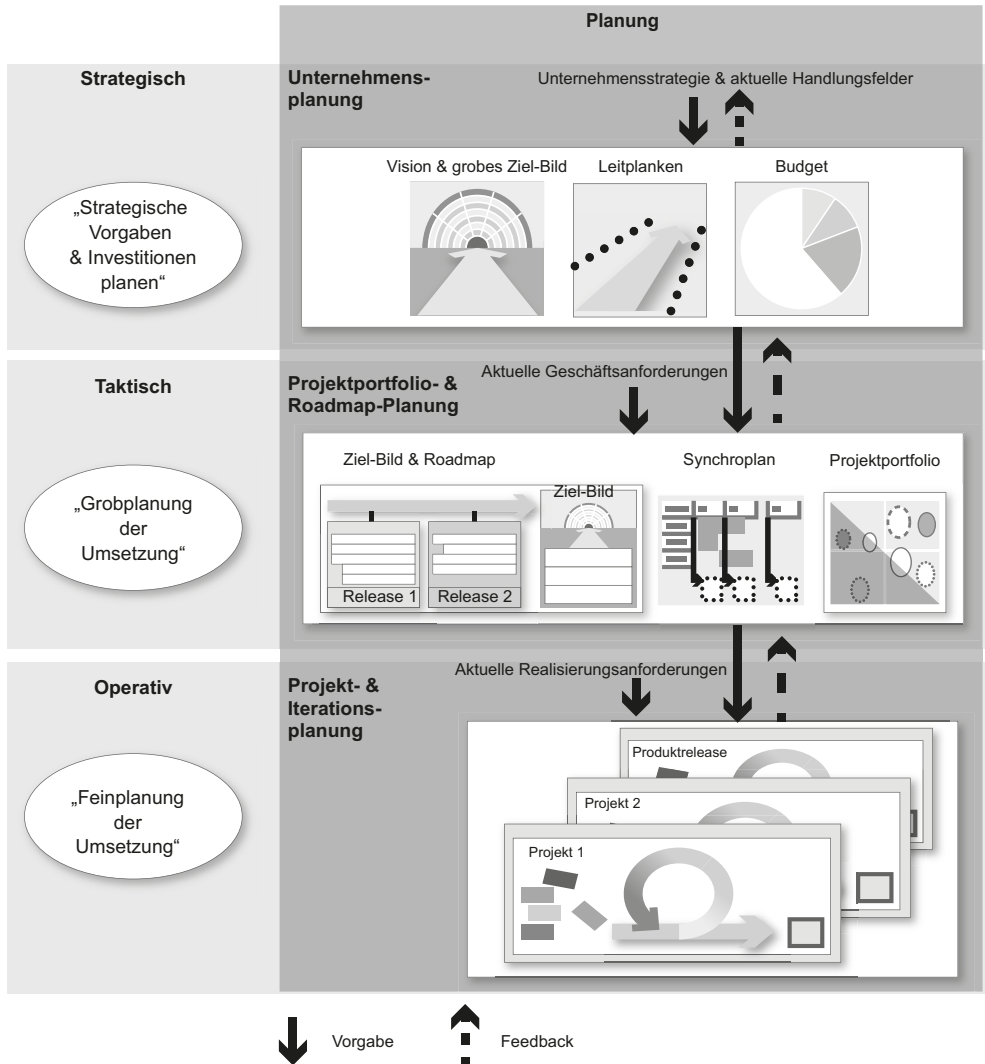 Planung
Strategisch
Unternehmens-
planung
Unternehmensstrategie & aktuelle Handlungsfelder
„Strategische
Vorgaben
& Investitionen
planen“
Vision & grobes Ziel-Bild
Leitplanken
Budget
Taktisch
Projektportfolio- &
Roadmap-Planung
Aktuelle Geschäftsanforderungen
„Grobplanung
der
Umsetzung“
Ziel-Bild & Roadmap
Synchroplan
Projektportfolio
Ziel-Bild
Release 1
Release 2
Operativ
Projekt- &
Iterations-
planung
Aktuelle Realisierungsanforderungen
„Feinplanung
der
Umsetzung“
Produktrelease
Projekt 2
Projekt 1
Vorgabe
Feedback